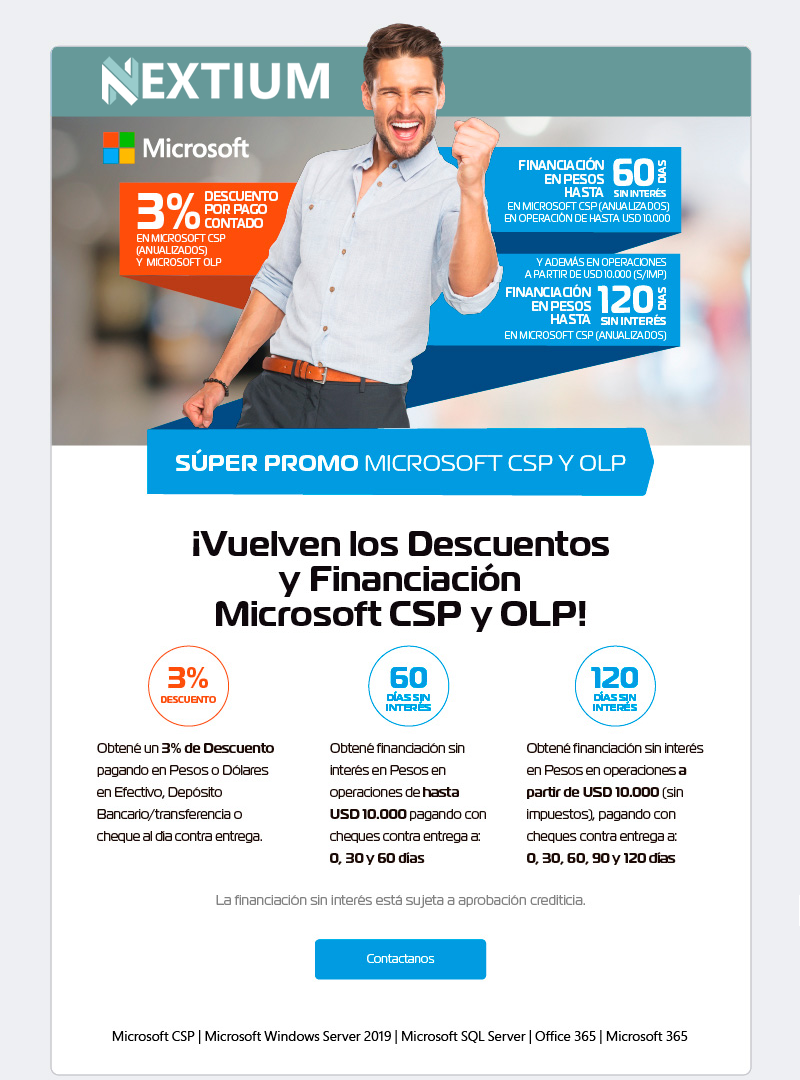 NEXTIUM
Microsoft
3% DESCUENTO
POR PAGO
CONTADO
EN MICROSOFT CSP
(ANUALIZADOS)
Y MICROSOFT OLP
FINANCIACIÓN
EN PESOS
HASTA
60 DÍAS
SIN INTERÉS
EN MICROSOFT CSP (ANUALIZADOS)
EN OPERACIÓN DE HASTA USD 10.000
Y ADEMÁS EN OPERACIONES
A PARTIR DE USD 10.000 (S/IMP)
FINANCIACIÓN
EN PESOS
HASTA
120 DÍAS
SIN INTERÉS
EN MICROSOFT CSP (ANUALIZADOS)
SÚPER PROMO MICROSOFT CSP Y OLP
¡Vuelven los Descuentos
y Financiación
Microsoft CSP y OLP!
3%
DESCUENTO
Obtené un 3% de Descuento
pagando en Pesos o Dólares
en Efectivo, Depósito
Bancario/transferencia o
cheque al dia contra entrega.
60
DÍAS SIN
INTERÉS
Obtené financiación sin
interés en Pesos en
operaciones de hasta
USD 10.000 pagando con
cheques contra entrega a:
0, 30 y 60 días
120
DÍAS SIN
INTERÉS
Obtené financiación sin interés
en Pesos en operaciones a
partir de USD 10.000 (sin
impuestos), pagando con
cheques contra entrega a:
0, 30, 60, 90 y 120 días
La financiación sin interés está sujeta a aprobación crediticia.
Contactanos
Microsoft CSP | Microsoft Windows Server 2019 | Microsoft SQL Server | Office 365 | Microsoft 365